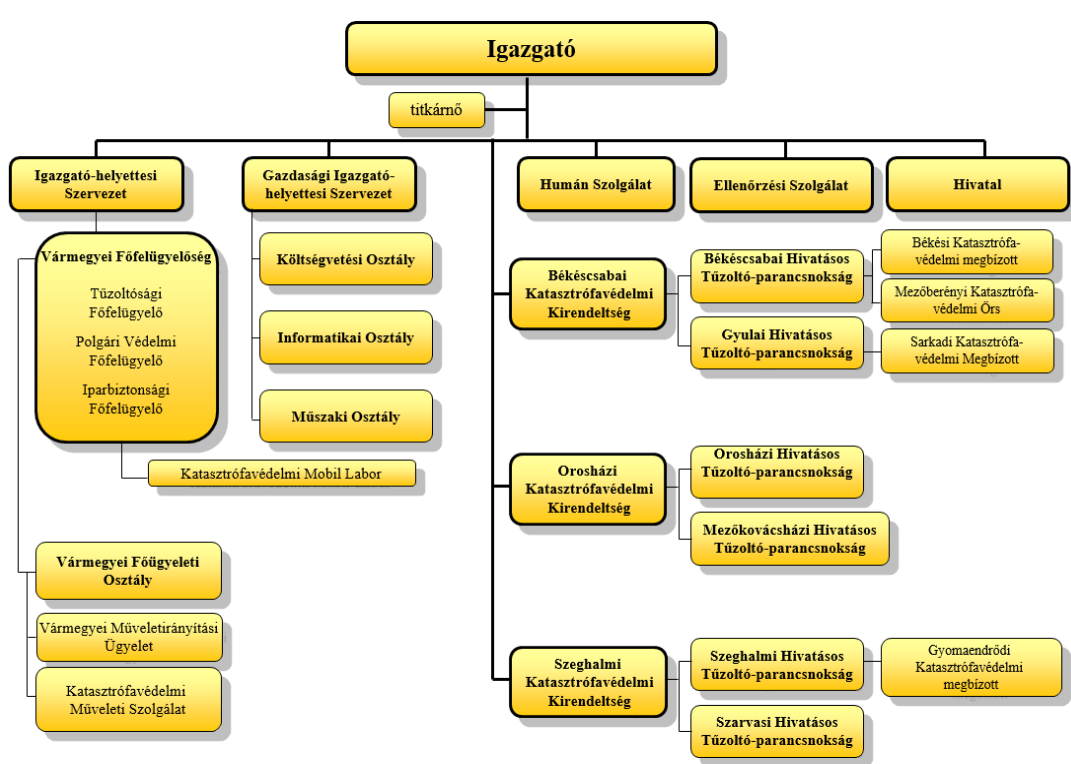 Igazgató
titkárnő
Igazgató-helyettesi
Szervezet
Gazdasági Igazgató-
helyettesi Szervezet
Humán Szolgálat
Ellenőrzési Szolgálat
Hivatal
Vármegyei Főfelügyelőség
Tűzoltósági
Főfelügyelő
Polgári Védelmi
Főfelügyelő
Iparbiztonsági
Főfelügyelő
Katasztrófavédelmi Mobil Labor
Vármegyei Főügyeleti
Osztály
Vármegyei Műveletirányítási
Ügyelet
Katasztrófavédelmi
Műveleti Szolgálat
Költségvetési Osztály
Informatikai Osztály
Műszaki Osztály
Békéscsabai
Katasztrófavédelmi
Kirendeltség
Békéscsabai Hivatásos
Tűzoltó-parancsnokság
Békési Katasztrófa-
védelmi megbízott
Mezőberényi Katasztrófa-
védelmi Őrs
Gyulai Hivatásos
Tűzoltó-parancsnokság
Sarkadi Katasztrófa-
védelmi Megbízott
Orosházi
Katasztrófavédelmi
Kirendeltség
Orosházi Hivatásos
Tűzoltó-parancsnokság
Mezőkovácsházi Hivatásos
Tűzoltó-parancsnokság
Szeghalmi
Katasztrófavédelmi
Kirendeltség
Szeghalmi Hivatásos
Tűzoltó-parancsnokság
Gyomaendrődi
Katasztrófavédelmi
megbízott
Szarvasi Hivatásos
Tűzoltó-parancsnokság